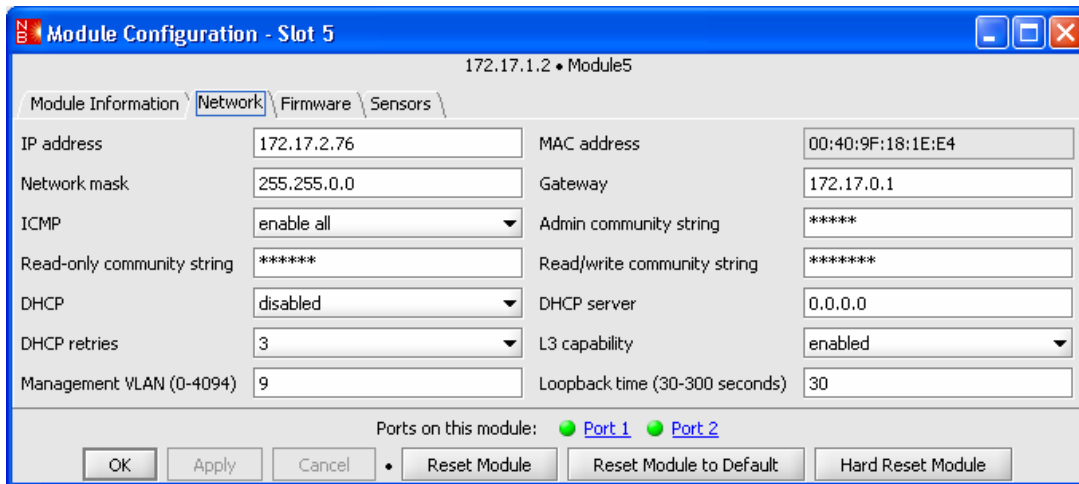 NB Module Configuration - Slot 5
172.17.1.2 • Module5
Module Information Network Firmware Sensors
IP address 172.17.2.76 MAC address 00:40:9F:18:1E:E4
Network mask 255.255.0.0 Gateway 172.17.0.1
ICMP enable all Admin community string *****
Read-only community string ****** Read/write community string *******
DHCP disabled DHCP server 0.0.0.0
DHCP retries 3 L3 capability enabled
Management VLAN (0-4094) 9 Loopback time (30-300 seconds) 30
Ports on this module: Port 1 Port 2
OK Apply Cancel • Reset Module Reset Module to Default Hard Reset Module